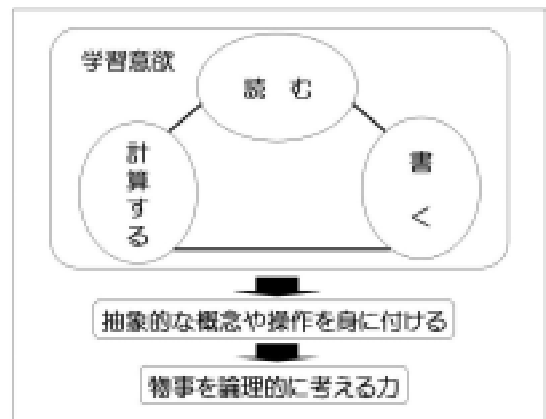 学習意欲
読 む
計算する
書 く
抽象的な概念や操作を身に付ける
物事を論理的に考える力